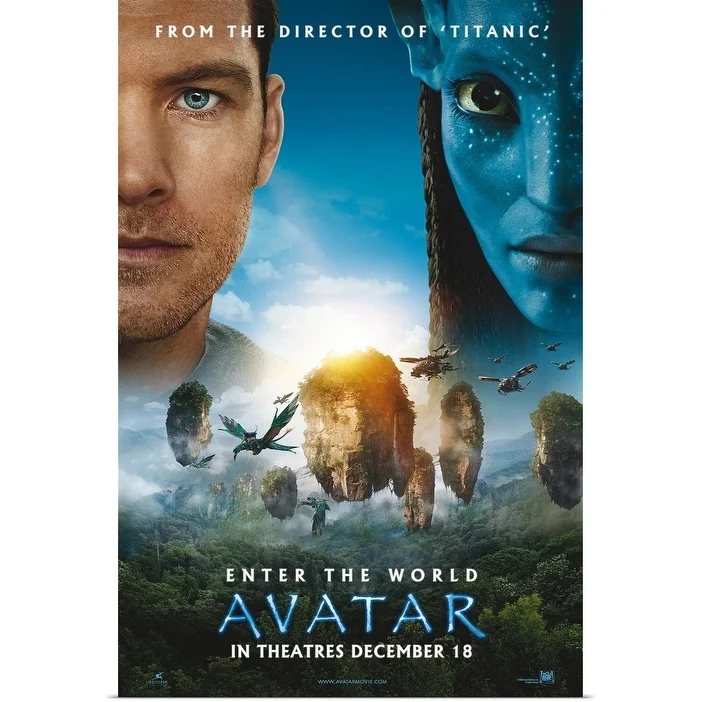 FROM THE DIRECTOR OF 'TITANIC'
ENTER THE WORLD
AVATAR
IN THEATRES DECEMBER 18
WWW.AVATARMOVIE.COM